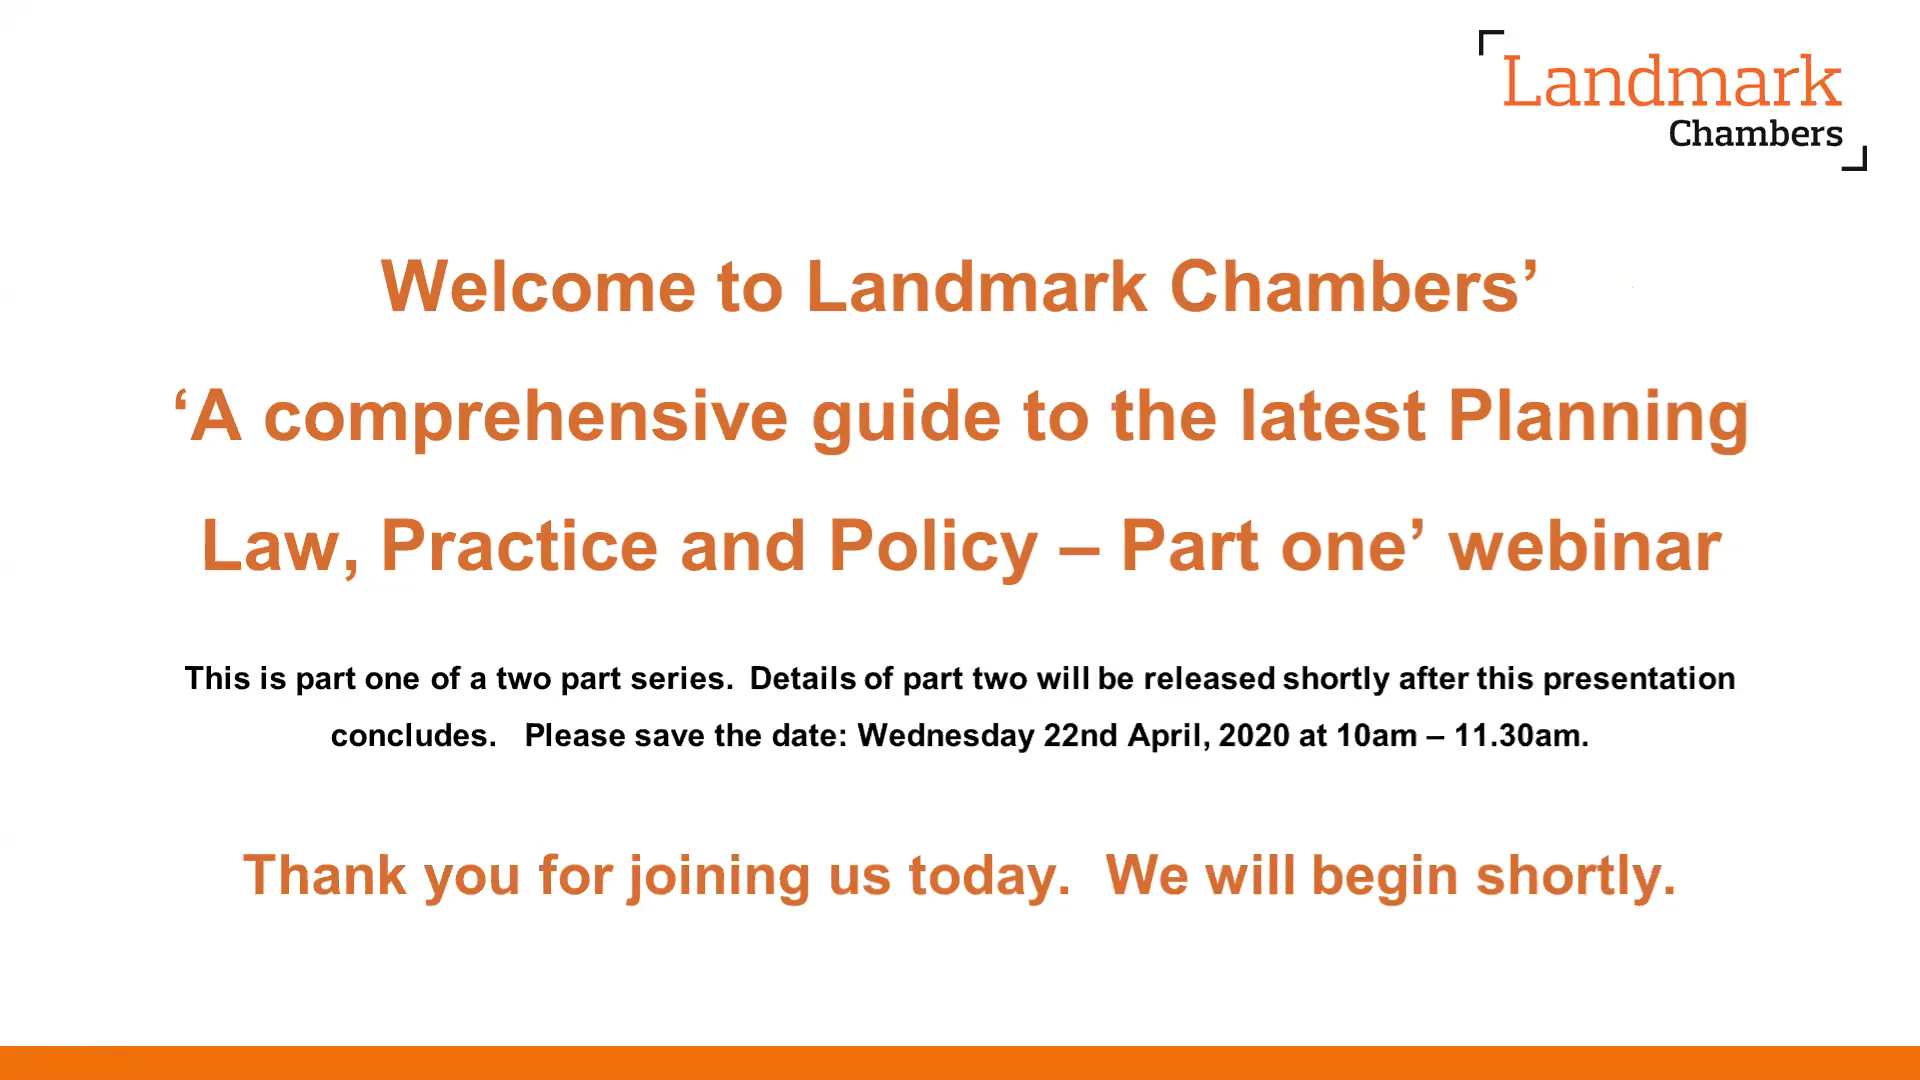 Landmark
Chambers
Welcome to Landmark Chambers’
‘A comprehensive guide to the latest Planning
Law, Practice and Policy – Part one’ webinar
This is part one of a two part series.  Details of part two will be released shortly after this presentation
concludes.   Please save the date: Wednesday 22nd April, 2020 at 10am – 11.30am.
Thank you for joining us today.  We will begin shortly.